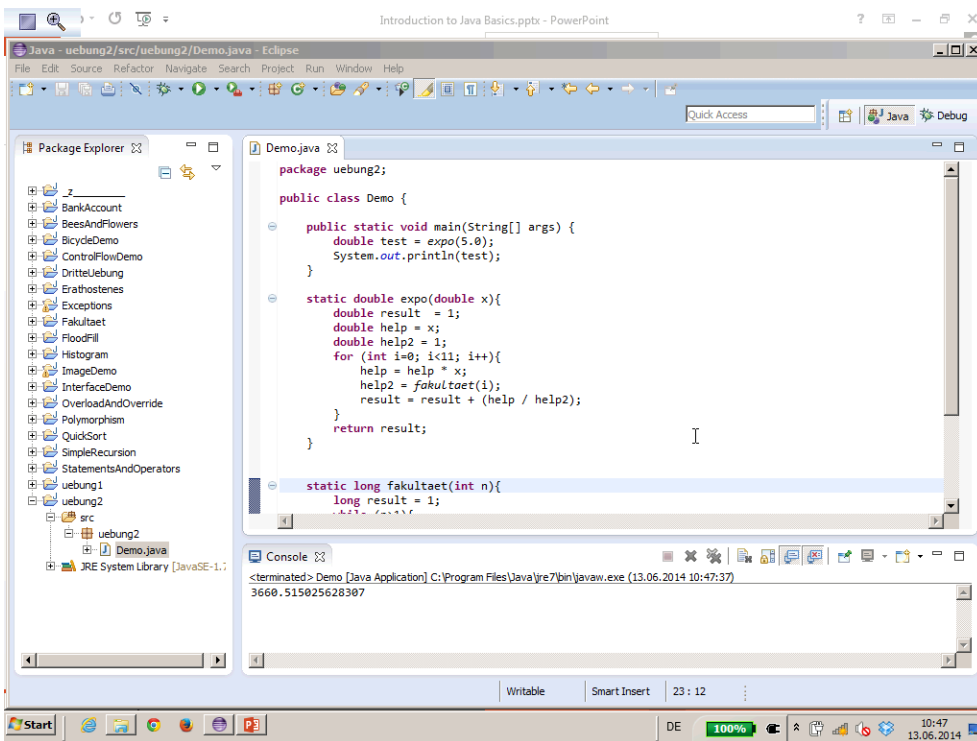 Introduction to Java Basics.pptx - PowerPoint
Java - uebung2/src/uebung2/Demo.java - Eclipse
File Edit Source Refactor Navigate Search Project Run Window Help
Quick Access
Java
Debug
Package Explorer
_z_______
BankAccount
BeesAndFlowers
BicycleDemo
ControlFlowDemo
DritteUebung
Erathostenes
Exceptions
Fakultaet
FloodFill
Histogram
ImageDemo
InterfaceDemo
OverloadAndOverride
Polymorphism
QuickSort
SimpleRecursion
StatementsAndOperators
uebung1
uebung2
src
uebung2
Demo.java
JRE System Library [JavaSE-1.7
Demo.java
package uebung2;
public class Demo {
public static void main(String[] args) {
double test = expo(5.0);
System.out.println(test);
}
static double expo(double x){
double result  = 1;
double help = x;
double help2 = 1;
for (int i=0; i<11; i++){
help = help * x;
help2 = fakultaet(i);
result = result + (help / help2);
}
return result;
}
static long fakultaet(int n){
long result = 1;
while (n>1){
Console
<terminated> Demo [Java Application] C:\Program Files\Java\jre7\bin\javaw.exe (13.06.2014 10:47:37)
3660.515025628307
Writable
Smart Insert
23 : 12
Start
DE
100%
10:47
13.06.2014